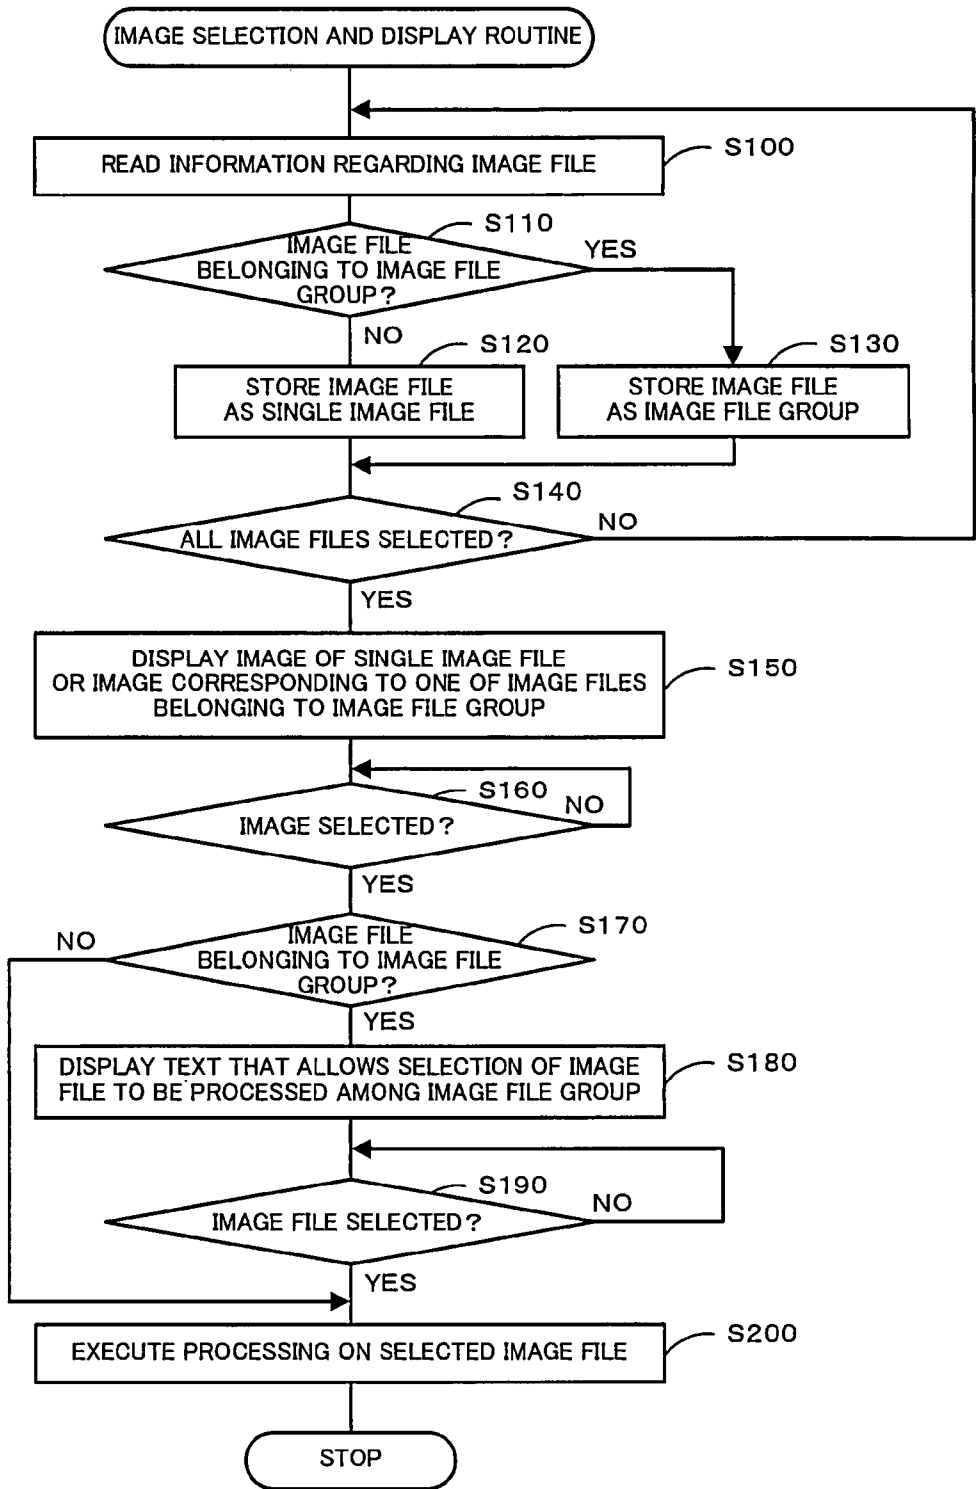 IMAGE SELECTION AND DISPLAY ROUTINE
READ INFORMATION REGARDING IMAGE FILE
S100
S110
IMAGE FILE
BELONGING TO IMAGE FILE
GROUP?
YES
NO
S120
STORE IMAGE FILE
AS SINGLE IMAGE FILE
S130
STORE IMAGE FILE
AS IMAGE FILE GROUP
S140
ALL IMAGE FILES SELECTED?
NO
YES
DISPLAY IMAGE OF SINGLE IMAGE FILE
OR IMAGE CORRESPONDING TO ONE OF IMAGE FILES
BELONGING TO IMAGE FILE GROUP
S150
S160
IMAGE SELECTED?
NO
YES
S170
IMAGE FILE
BELONGING TO IMAGE FILE
GROUP?
NO
YES
DISPLAY TEXT THAT ALLOWS SELECTION OF IMAGE
FILE TO BE PROCESSED AMONG IMAGE FILE GROUP
S180
S190
IMAGE FILE SELECTED?
NO
YES
EXECUTE PROCESSING ON SELECTED IMAGE FILE
S200
STOP